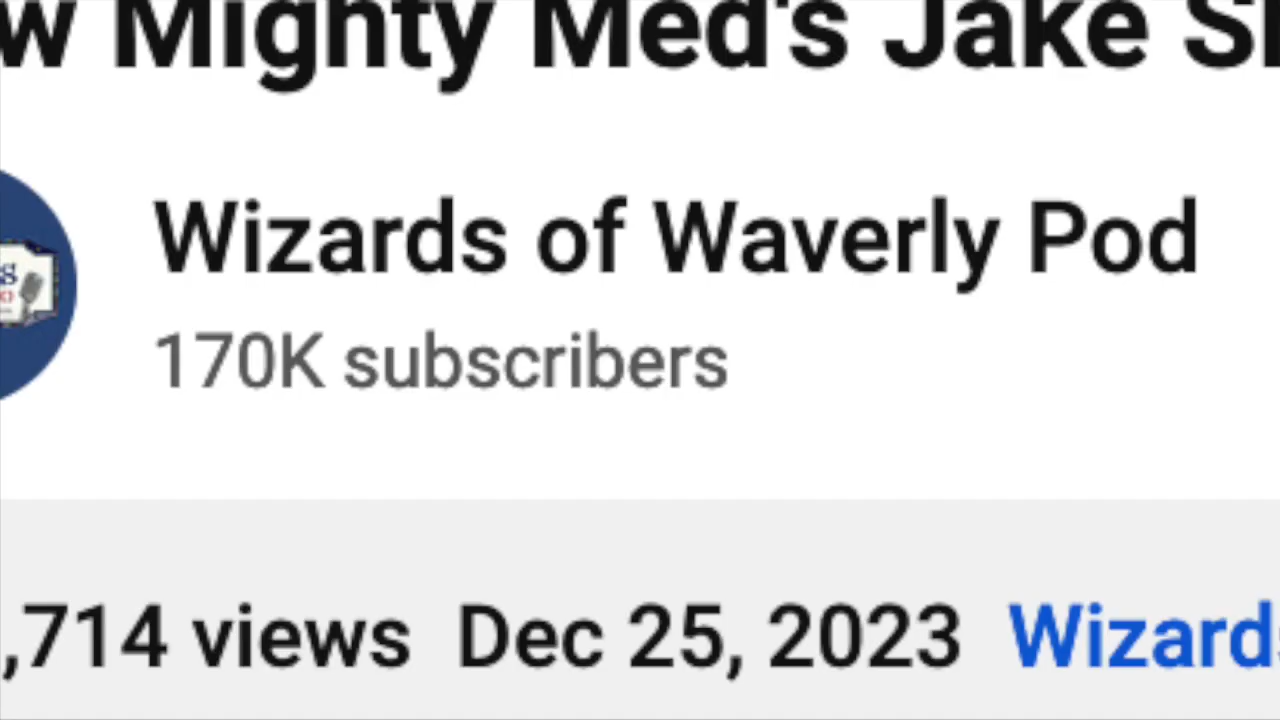 w Mighty Med's Jake S
Wizards of Waverly Pod
170K subscribers
,714 views Dec 25, 2023 Wizards